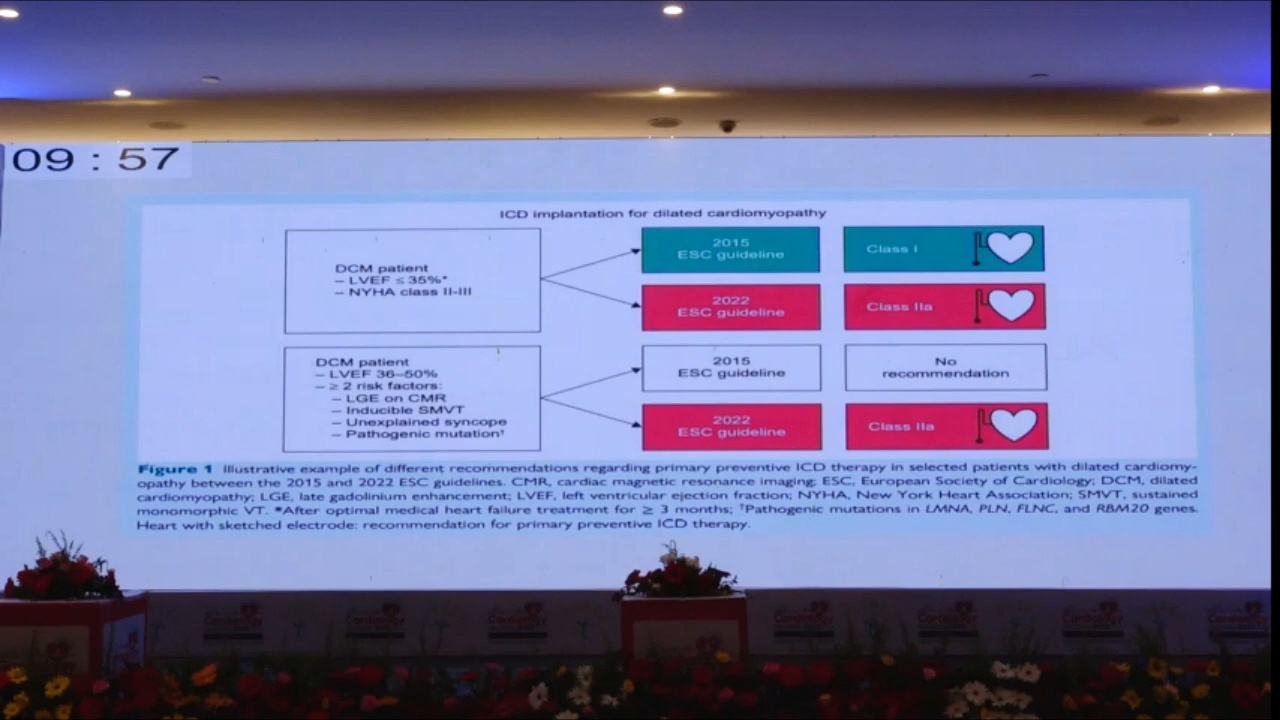 09 : 57
ICD implantation for dilated cardiomyopathy
DCM patient
– LVEF ≤ 35%*
– NYHA class II-III
2015
ESC guideline
Class I
2022
ESC guideline
Class IIa
DCM patient
– LVEF 36–50%
– ≥ 2 risk factors:
– LGE on CMR
– Inducible SMVT
– Unexplained syncope
– Pathogenic mutation†
2015
ESC guideline
No
recommendation
2022
ESC guideline
Class IIa
Figure 1 Illustrative example of different recommendations regarding primary preventive ICD therapy in selected patients with dilated cardiomy-
opathy between the 2015 and 2022 ESC guidelines. CMR, cardiac magnetic resonance imaging; ESC, European Society of Cardiology; DCM, dilated
cardiomyopathy; LGE, late gadolinium enhancement; LVEF, left ventricular ejection fraction; NYHA, New York Heart Association; SMVT, sustained
monomorphic VT. *After optimal medical heart failure treatment for ≥ 3 months; †Pathogenic mutations in LMNA, PLN, FLNC, and RBM20 genes.
Heart with sketched electrode: recommendation for primary preventive ICD therapy.
Cardiology
Cardiology
Cardiology
Cardiology
Cardiology
Cardiology